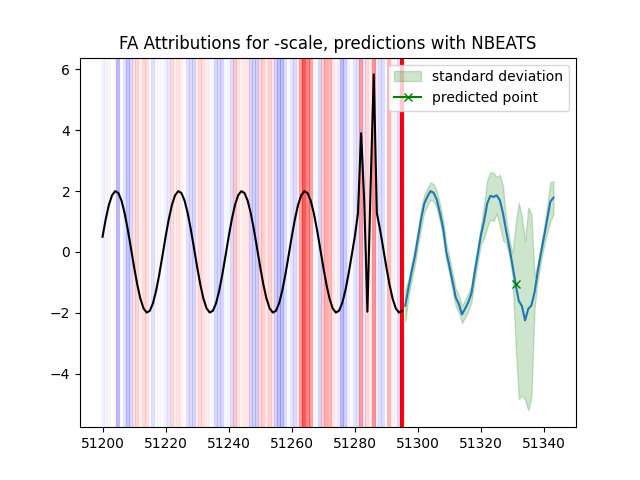 FA Attributions for -scale, predictions with NBEATS
6
4
2
0
−2
−4
standard deviation
predicted point
51200 51220 51240 51260 51280 51300 51320 51340